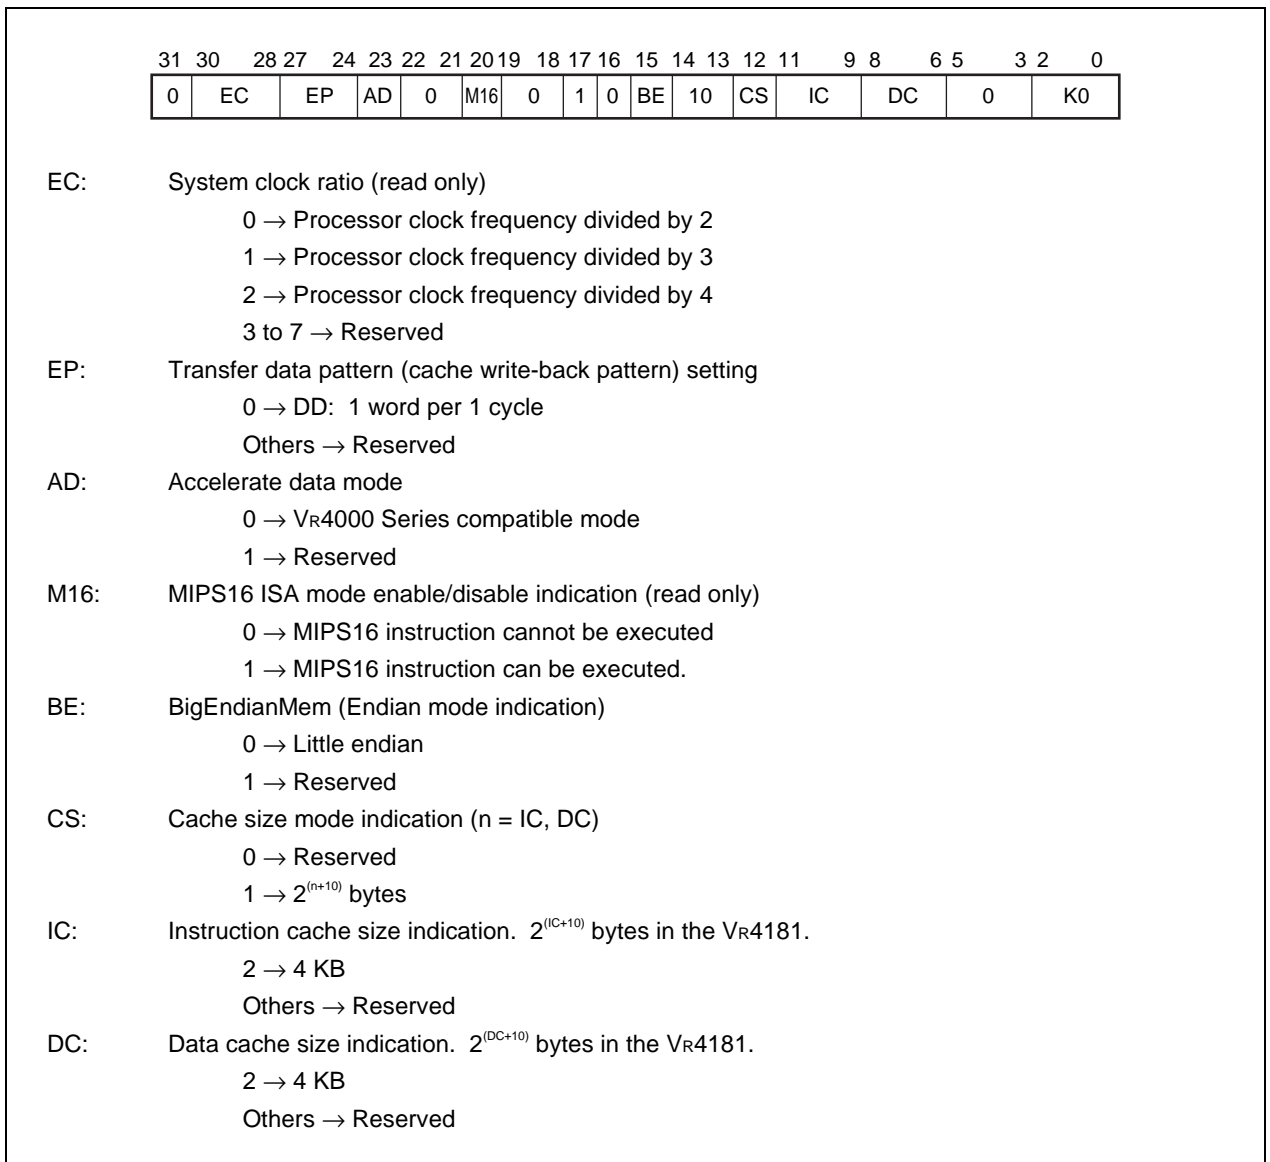 31 30 28 27 24 23 22 21 20 19 18 17 16 15 14 13 12 11 9 8 6 5 3 2 0
0 EC EP AD 0 M16 0 1 0 BE 10 CS IC DC 0 K0
EC: System clock ratio (read only)
0 → Processor clock frequency divided by 2
1 → Processor clock frequency divided by 3
2 → Processor clock frequency divided by 4
3 to 7 → Reserved
EP: Transfer data pattern (cache write-back pattern) setting
0 → DD: 1 word per 1 cycle
Others → Reserved
AD: Accelerate data mode
0 → VR4000 Series compatible mode
1 → Reserved
M16: MIPS16 ISA mode enable/disable indication (read only)
0 → MIPS16 instruction cannot be executed
1 → MIPS16 instruction can be executed.
BE: BigEndianMem (Endian mode indication)
0 → Little endian
1 → Reserved
CS: Cache size mode indication (n = IC, DC)
0 → Reserved
1 → 2^(n+10) bytes
IC: Instruction cache size indication. 2^(IC+10) bytes in the VR4181.
2 → 4 KB
Others → Reserved
DC: Data cache size indication. 2^(DC+10) bytes in the VR4181.
2 → 4 KB
Others → Reserved